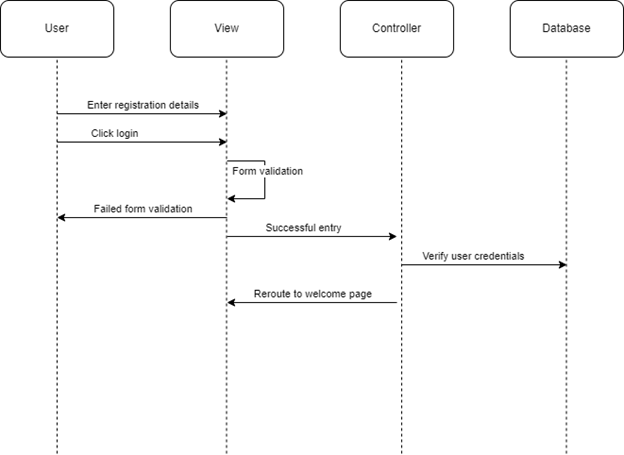 User
View
Controller
Database
Enter registration details
Click login
Form validation
Failed form validation
Successful entry
Verify user credentials
Reroute to welcome page